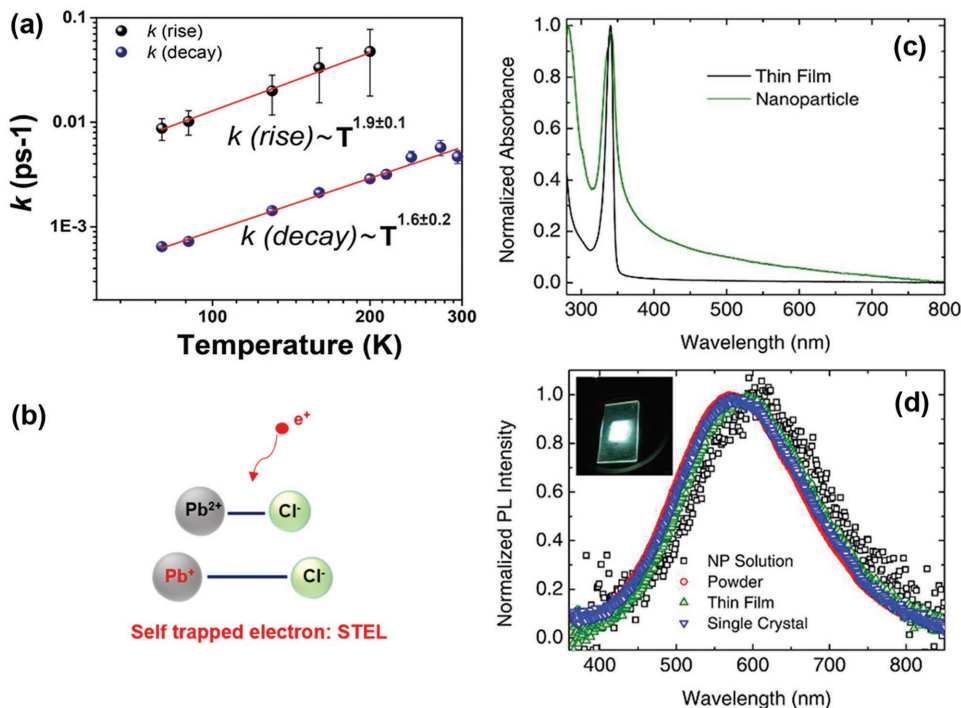 (a)
k (rise)
k (decay)
0.1
0.01
1E-3
k (ps-1)
k (rise)~T1.9±0.1
k (decay)~T1.6±0.2
100
200
300
Temperature (K)
(b)
e+
Pb2+
Cl-
Pb+
Cl-
Self trapped electron: STEL
(c)
Thin Film
Nanoparticle
1.0
0.8
0.6
0.4
0.2
0.0
Normalized Absorbance
300 400 500 600 700 800
Wavelength (nm)
(d)
1.0
0.8
0.6
0.4
0.2
0.0
Normalized PL Intensity
NP Solution
Powder
Thin Film
Single Crystal
400 500 600 700 800
Wavelength (nm)